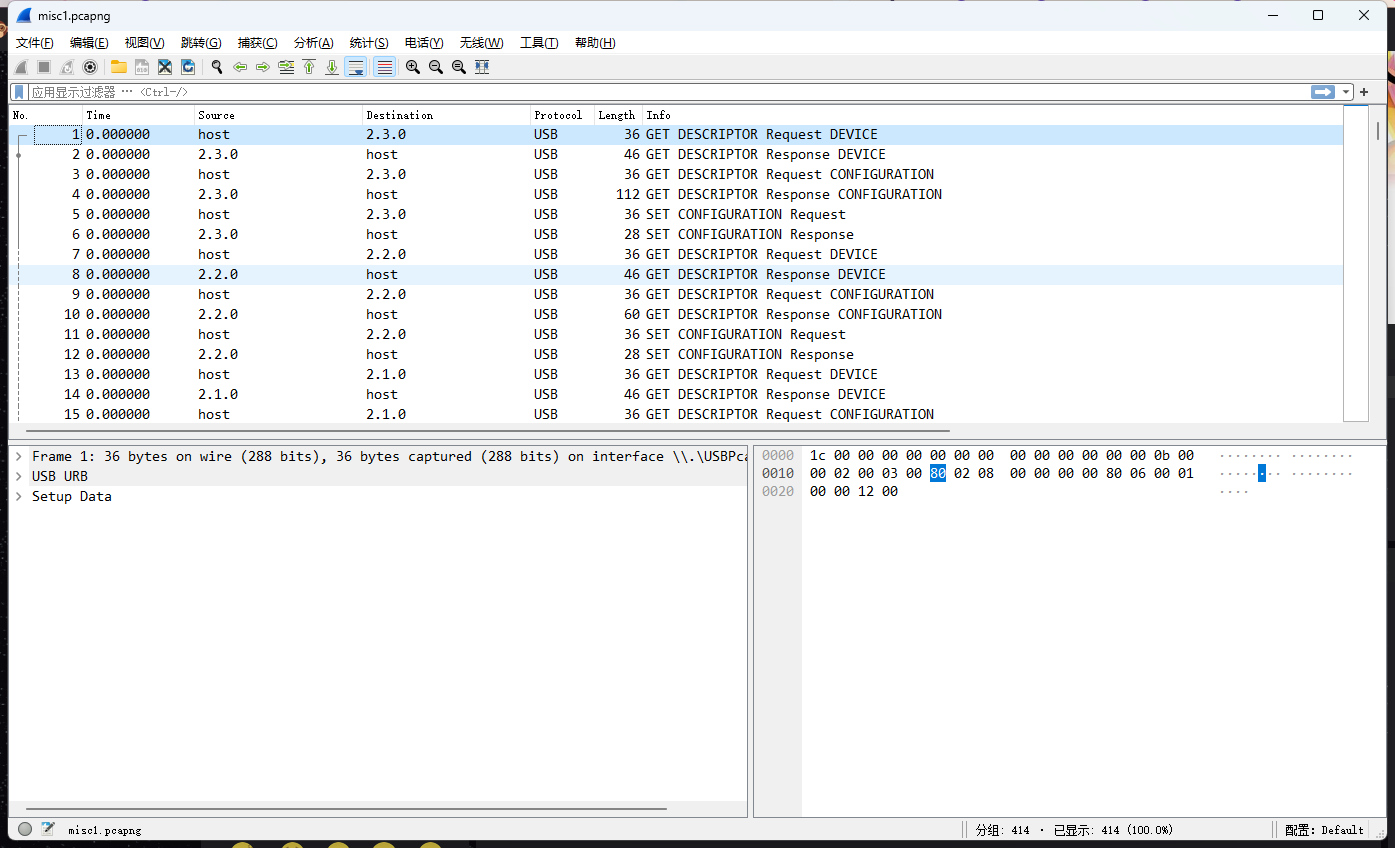 misc1.pcapng
文件(F) 编辑(E) 视图(V) 跳转(G) 捕获(C) 分析(A) 统计(S) 电话(Y) 无线(W) 工具(T) 帮助(H)
应用显示过滤器 … <Ctrl-/>
No. Time Source Destination Protocol Length Info
1 0.000000 host 2.3.0 USB 36 GET DESCRIPTOR Request DEVICE
2 0.000000 2.3.0 host USB 46 GET DESCRIPTOR Response DEVICE
3 0.000000 host 2.3.0 USB 36 GET DESCRIPTOR Request CONFIGURATION
4 0.000000 2.3.0 host USB 112 GET DESCRIPTOR Response CONFIGURATION
5 0.000000 host 2.3.0 USB 36 SET CONFIGURATION Request
6 0.000000 2.3.0 host USB 28 SET CONFIGURATION Response
7 0.000000 host 2.2.0 USB 36 GET DESCRIPTOR Request DEVICE
8 0.000000 2.2.0 host USB 46 GET DESCRIPTOR Response DEVICE
9 0.000000 host 2.2.0 USB 36 GET DESCRIPTOR Request CONFIGURATION
10 0.000000 2.2.0 host USB 60 GET DESCRIPTOR Response CONFIGURATION
11 0.000000 host 2.2.0 USB 36 SET CONFIGURATION Request
12 0.000000 2.2.0 host USB 28 SET CONFIGURATION Response
13 0.000000 host 2.1.0 USB 36 GET DESCRIPTOR Request DEVICE
14 0.000000 2.1.0 host USB 46 GET DESCRIPTOR Response DEVICE
15 0.000000 host 2.1.0 USB 36 GET DESCRIPTOR Request CONFIGURATION
Frame 1: 36 bytes on wire (288 bits), 36 bytes captured (288 bits) on interface \\.\USBPca
USB URB
Setup Data
0000 1c 00 00 00 00 00 00 00 00 00 00 00 00 00 0b 00 ········ ········
0010 00 02 00 03 00 80 02 08 00 00 00 00 80 06 00 01 ········ ········
0020 00 00 12 00 ····
misc1.pcapng
分组: 414 · 已显示: 414 (100.0%)
配置: Default